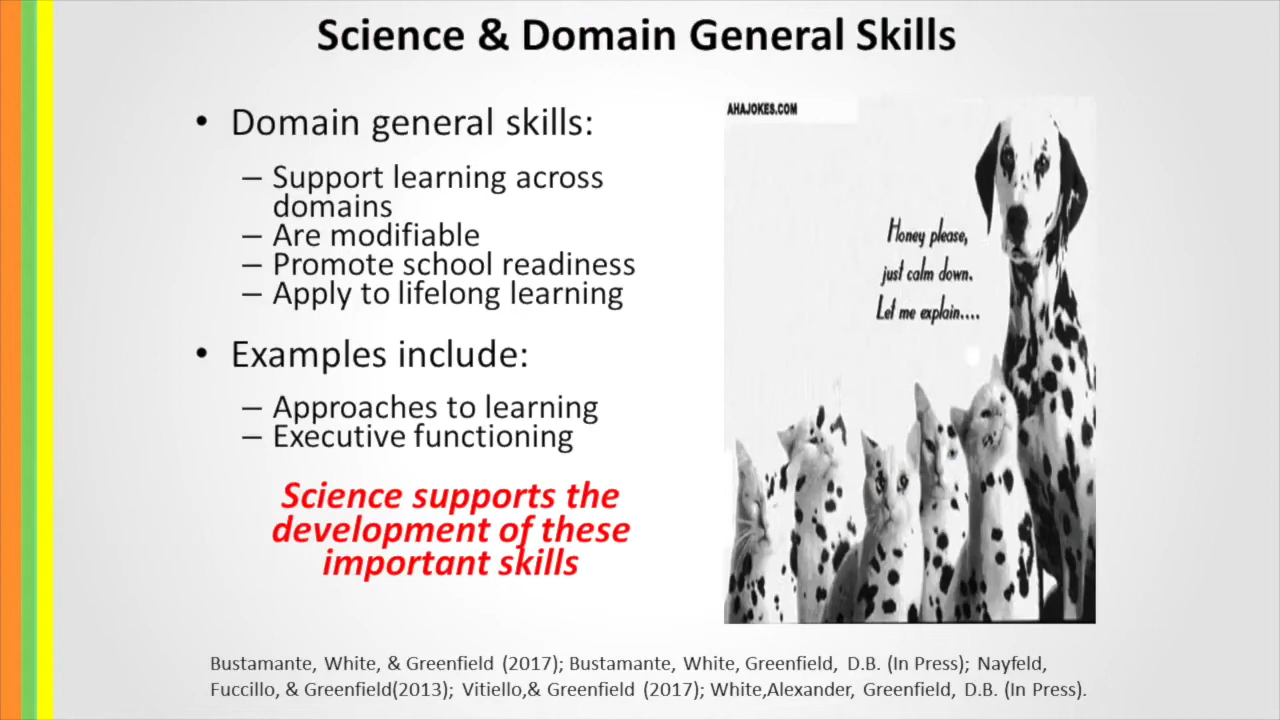 Science & Domain General Skills
• Domain general skills:
– Support learning across
domains
– Are modifiable
– Promote school readiness
– Apply to lifelong learning
• Examples include:
– Approaches to learning
– Executive functioning
Science supports the
development of these
important skills
AHAJOKES.COM
Honey please,
just calm down.
Let me explain....
Bustamante, White, & Greenfield (2017); Bustamante, White, Greenfield, D.B. (In Press); Nayfeld,
Fuccillo, & Greenfield(2013); Vitiello,& Greenfield (2017); White,Alexander, Greenfield, D.B. (In Press).